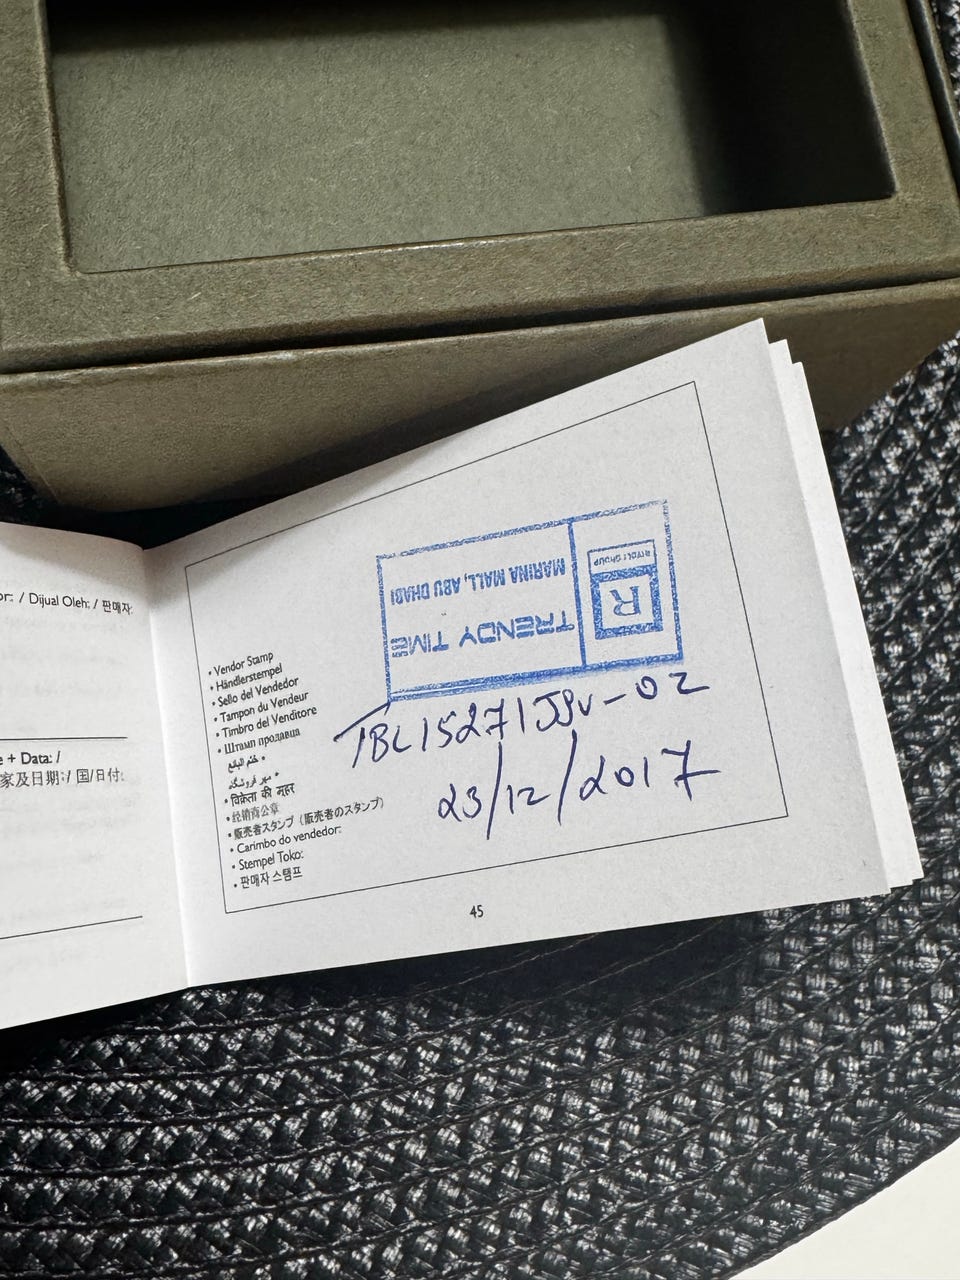 or: / Dijual Oleh: / 판매자:
e + Data: /
家及日期:/ 国/日付:
• Vendor Stamp
• Händlerstempel
• Sello del Vendedor
• Tampon du Vendeur
• Timbro del Venditore
• Штамп продавца
• ختم البائع
• مهر فروشگاه
• विक्रेता की मुहर
• 经销商公章
• 販売者スタンプ（販売者のスタンプ）
• Carimbo do vendedor:
• Stempel Toko:
• 판매자 스탬프
R
RIVOLI GROUP
TRENDY TIME
MARINA MALL, ABU DHABI
TBL15271JSU-02
23/12/2017
45